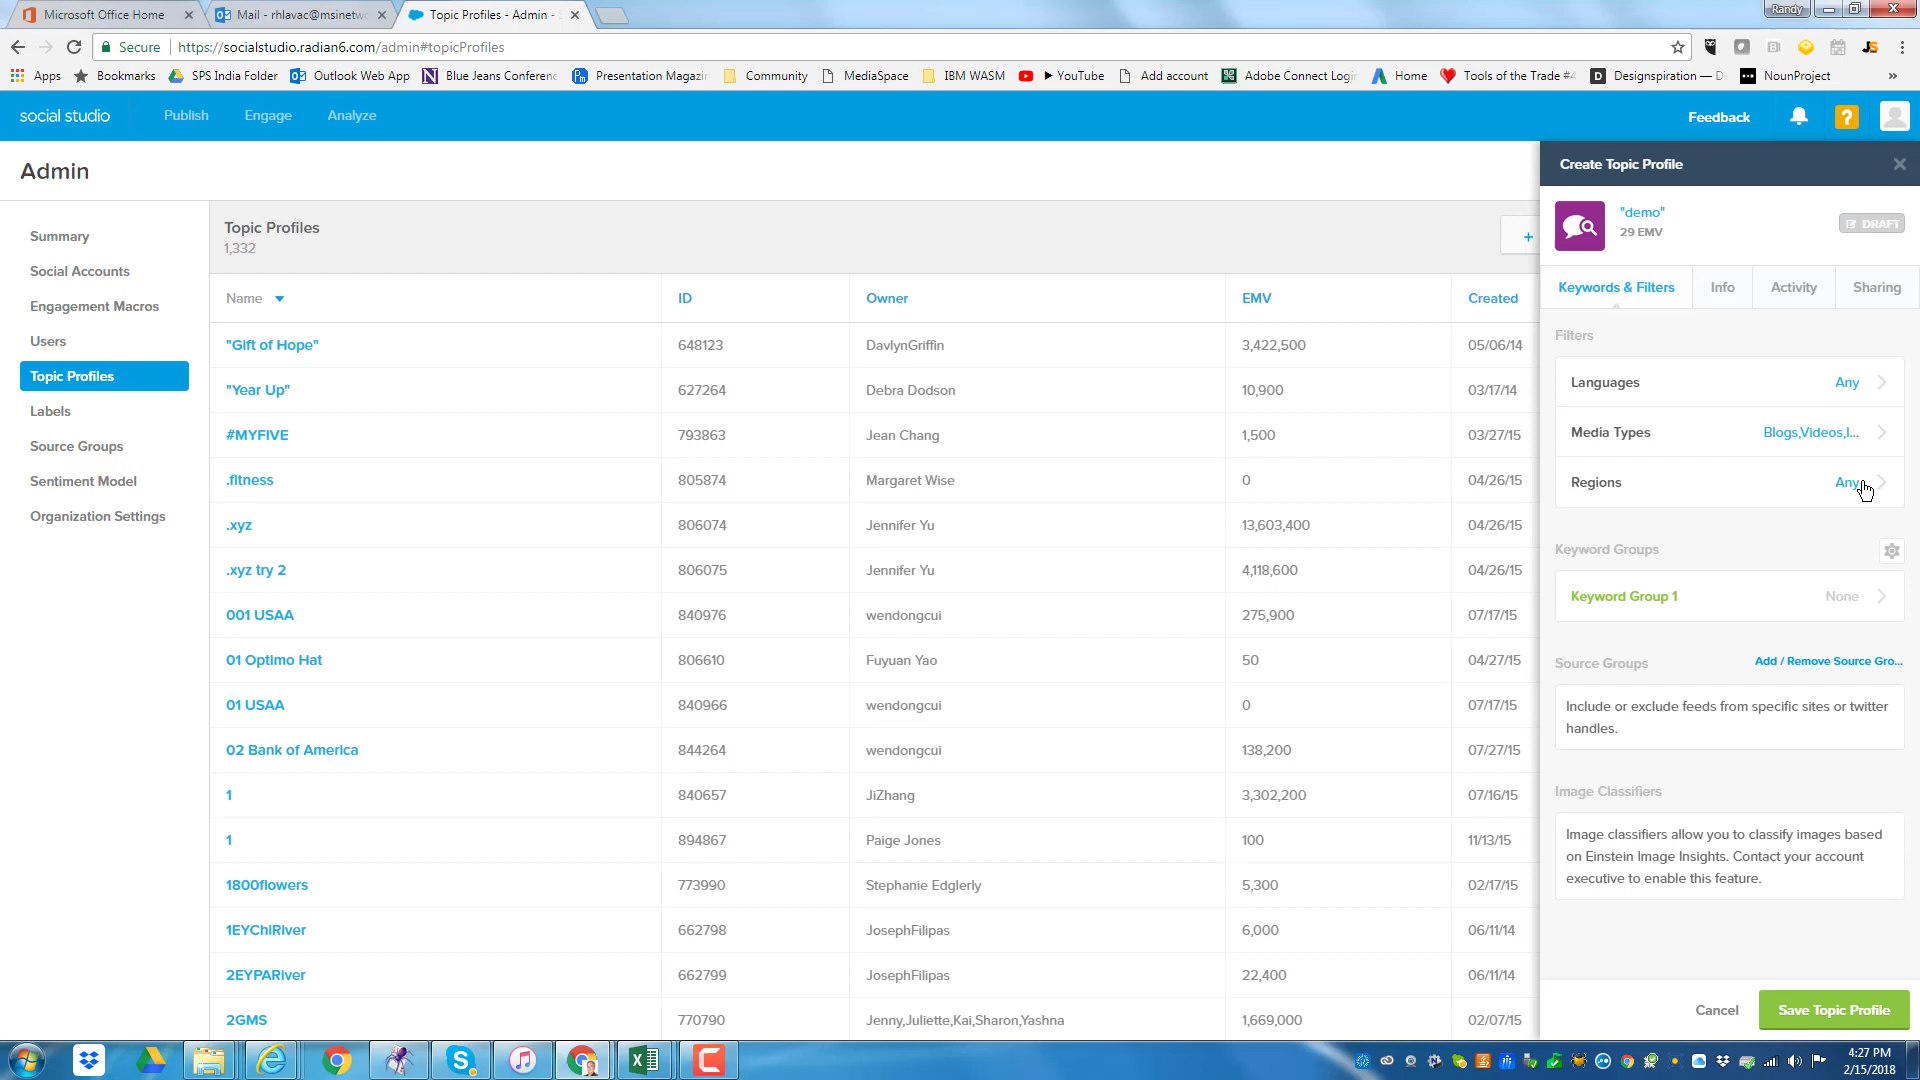 Microsoft Office Home
Mail - rhlavac@msinetwo
Topic Profiles - Admin -
Randy
Secure | https://socialstudio.radian6.com/admin#topicProfiles
Apps Bookmarks SPS India Folder Outlook Web App Blue Jeans Conferenc Presentation Magazin Community MediaSpace IBM WASM YouTube Add account Adobe Connect Login Home Tools of the Trade #4 Designspiration — D NounProject »
social studio Publish Engage Analyze Feedback ?
Admin
Summary
Social Accounts
Engagement Macros
Users
Topic Profiles
Labels
Source Groups
Sentiment Model
Organization Settings
Topic Profiles
1,332
+
Name ID Owner EMV Created
"Gift of Hope" 648123 DavlynGriffin 3,422,500 05/06/14
"Year Up" 627264 Debra Dodson 10,900 03/17/14
#MYFIVE 793863 Jean Chang 1,500 03/27/15
.fitness 805874 Margaret Wise 0 04/26/15
.xyz 806074 Jennifer Yu 13,603,400 04/26/15
.xyz try 2 806075 Jennifer Yu 4,118,600 04/26/15
001 USAA 840976 wendongcui 275,900 07/17/15
01 Optimo Hat 806610 Fuyuan Yao 50 04/27/15
01 USAA 840966 wendongcui 0 07/17/15
02 Bank of America 844264 wendongcui 138,200 07/27/15
1 840657 JiZhang 3,302,200 07/16/15
1 894867 Paige Jones 100 11/13/15
1800flowers 773990 Stephanie Edglerly 5,300 02/17/15
1EYChiRiver 662798 JosephFilipas 6,000 06/11/14
2EYPARiver 662799 JosephFilipas 22,400 06/11/14
2GMS 770790 Jenny,Juliette,Kai,Sharon,Yashna 1,669,000 02/07/15
Create Topic Profile
"demo"
29 EMV
DRAFT
Keywords & Filters Info Activity Sharing
Filters
Languages Any
Media Types Blogs,Videos,I...
Regions Any
Keyword Groups
Keyword Group 1 None
Source Groups Add / Remove Source Gro...
Include or exclude feeds from specific sites or twitter
handles.
Image Classifiers
Image classifiers allow you to classify images based
on Einstein Image Insights. Contact your account
executive to enable this feature.
Cancel Save Topic Profile
4:27 PM
2/15/2018